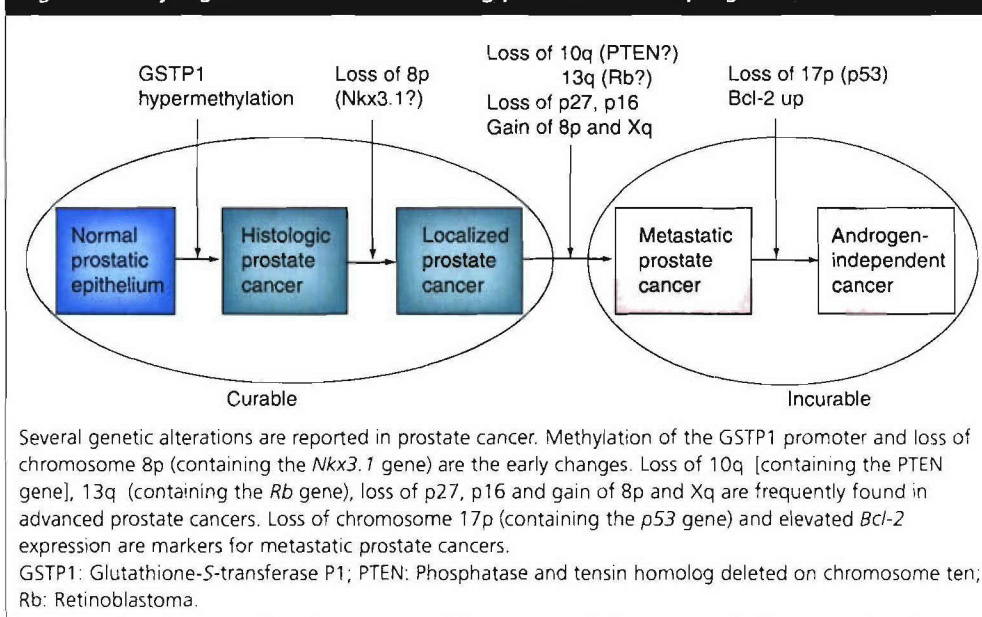 GSTP1
hypermethylation
Loss of 8p
(Nkx3.1?)
Loss of 10q (PTEN?)
13q (Rb?)
Loss of p27, p16
Gain of 8p and Xq
Loss of 17p (p53)
Bcl-2 up
Normal
prostatic
epithelium
Histologic
prostate
cancer
Localized
prostate
cancer
Metastatic
prostate
cancer
Androgen-
independent
cancer
Curable
Incurable
Several genetic alterations are reported in prostate cancer. Methylation of the GSTP1 promoter and loss of
chromosome 8p (containing the Nkx3.1 gene) are the early changes. Loss of 10q [containing the PTEN
gene], 13q (containing the Rb gene), loss of p27, p16 and gain of 8p and Xq are frequently found in
advanced prostate cancers. Loss of chromosome 17p (containing the p53 gene) and elevated Bcl-2
expression are markers for metastatic prostate cancers.
GSTP1: Glutathione-S-transferase P1; PTEN: Phosphatase and tensin homolog deleted on chromosome ten;
Rb: Retinoblastoma.